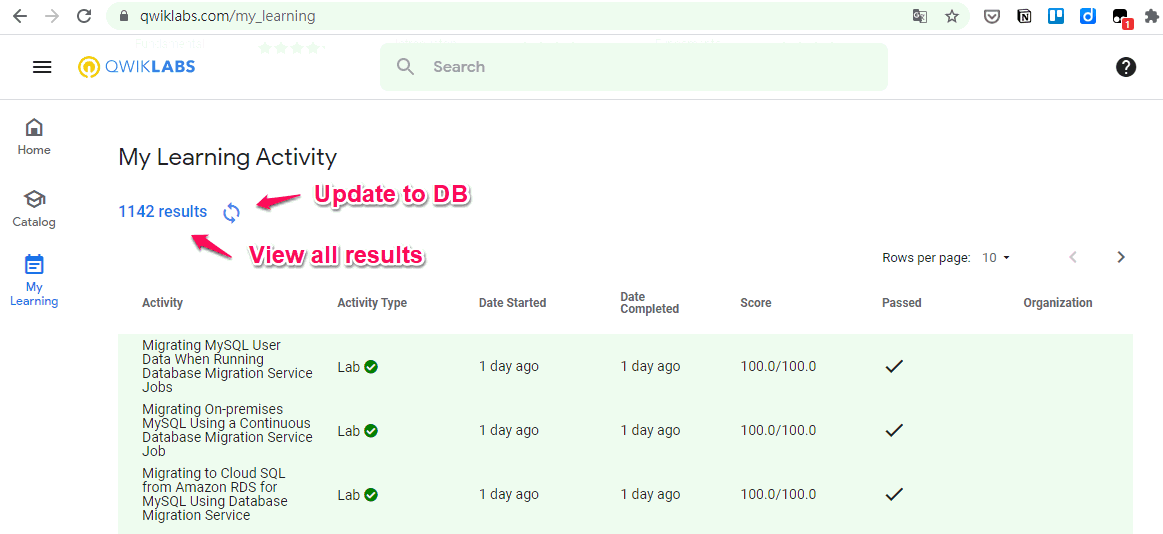 qwiklabs.com/my_learning
1
QWIKLABS
Search
?
Home
Catalog
My
Learning
My Learning Activity
1142 results
Update to DB
View all results
Rows per page: 10
Activity Activity Type Date Started Date Completed Score Passed Organization
Migrating MySQL User
Data When Running
Database Migration Service
Jobs
Lab 1 day ago 1 day ago 100.0/100.0
Migrating On-premises
MySQL Using a Continuous
Database Migration Service
Job
Lab 1 day ago 1 day ago 100.0/100.0
Migrating to Cloud SQL
from Amazon RDS for
MySQL Using Database
Migration Service
Lab 1 day ago 1 day ago 100.0/100.0